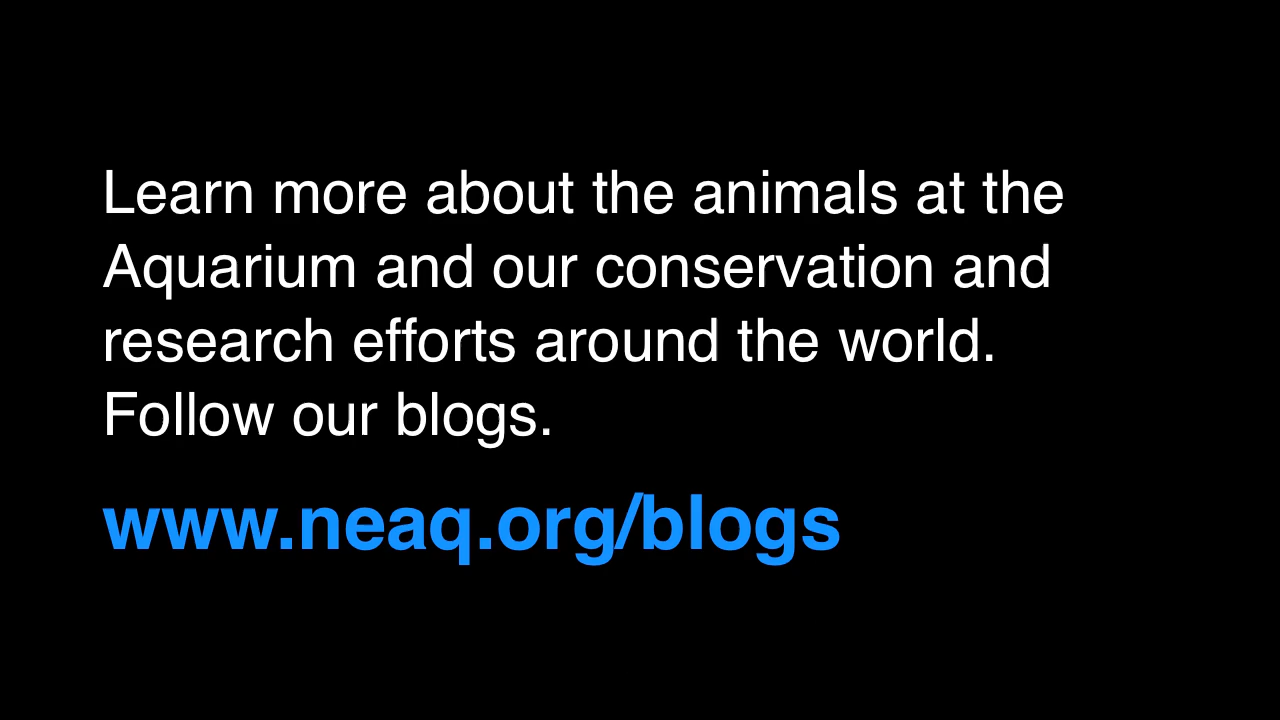 Learn more about the animals at the
Aquarium and our conservation and
research efforts around the world.
Follow our blogs.
www.neaq.org/blogs